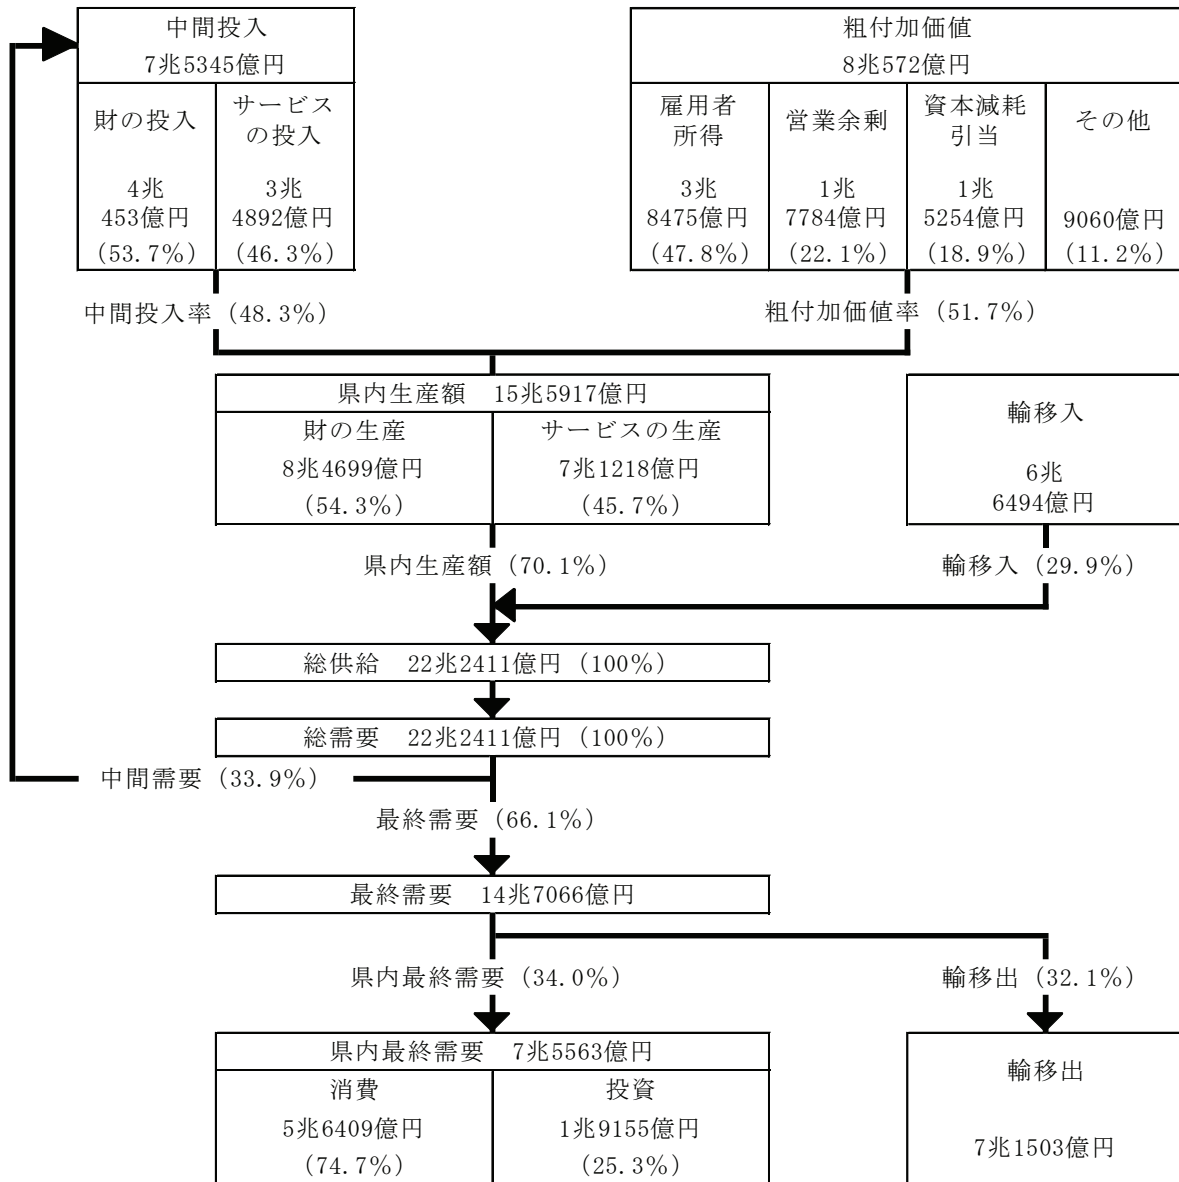 中間投入
7兆5345億円
財の投入
4兆
453億円
(53.7%)
サービス
の投入
3兆
4892億円
(46.3%)
粗付加価値
8兆572億円
雇用者
所得
3兆
8475億円
(47.8%)
営業余剰
1兆
7784億円
(22.1%)
資本減耗
引当
1兆
5254億円
(18.9%)
その他
9060億円
(11.2%)
中間投入率(48.3%)
粗付加価値率(51.7%)
県内生産額 15兆5917億円
財の生産
8兆4699億円
(54.3%)
サービスの生産
7兆1218億円
(45.7%)
輸移入
6兆
6494億円
県内生産額(70.1%)
輸移入(29.9%)
総供給 22兆2411億円(100%)
総需要 22兆2411億円(100%)
中間需要(33.9%)
最終需要(66.1%)
最終需要 14兆7066億円
県内最終需要(34.0%)
輸移出(32.1%)
県内最終需要 7兆5563億円
消費
5兆6409億円
(74.7%)
投資
1兆9155億円
(25.3%)
輸移出
7兆1503億円